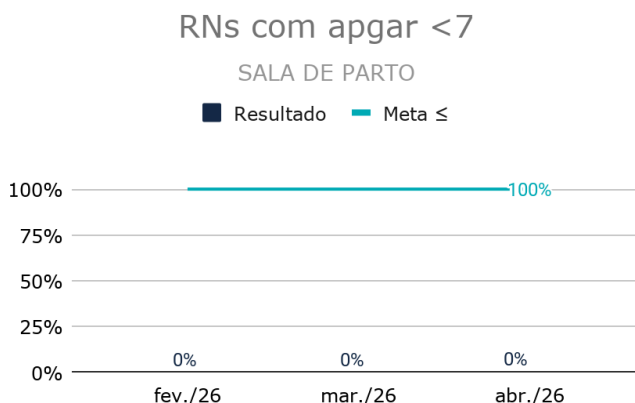 RNs com apgar <7
SALA DE PARTO
Resultado Meta ≤
100%
100%
75%
50%
25%
0%
0% 0% 0%
fev./26 mar./26 abr./26